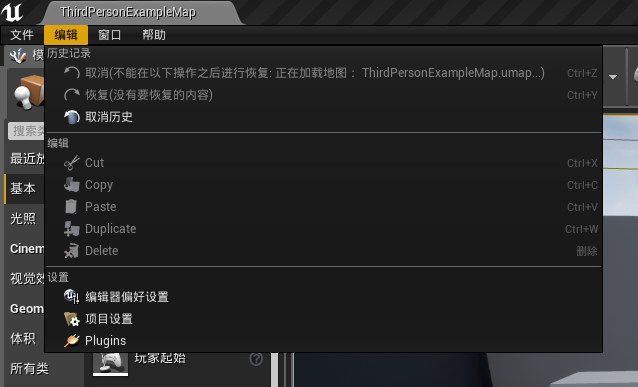 ThirdPersonExampleMap
文件 编辑 窗口 帮助
模
历史记录
取消(不能在以下操作之后进行恢复: 正在加载地图： ThirdPersonExampleMap.umap...) Ctrl+Z
恢复(没有要恢复的内容) Ctrl+Y
取消历史
搜索类
编辑
最近放
Cut Ctrl+X
基本
Copy Ctrl+C
Paste Ctrl+V
光照
Duplicate Ctrl+W
Cinem
Delete 删除
视觉效
设置
编辑器偏好设置
Geom
项目设置
体积
Plugins
玩家起始
所有类